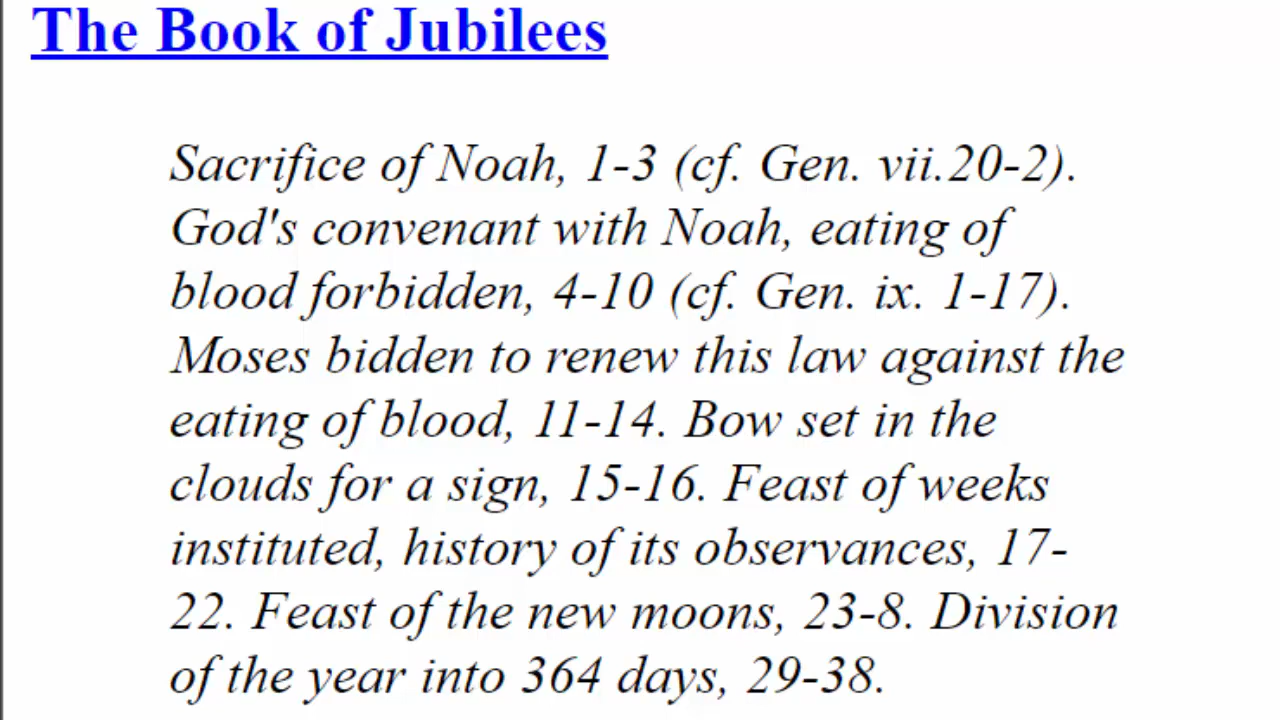 The Book of Jubilees
Sacrifice of Noah, 1-3 (cf. Gen. vii.20-2).
God's convenant with Noah, eating of
blood forbidden, 4-10 (cf. Gen. ix. 1-17).
Moses bidden to renew this law against the
eating of blood, 11-14. Bow set in the
clouds for a sign, 15-16. Feast of weeks
instituted, history of its observances, 17-
22. Feast of the new moons, 23-8. Division
of the year into 364 days, 29-38.